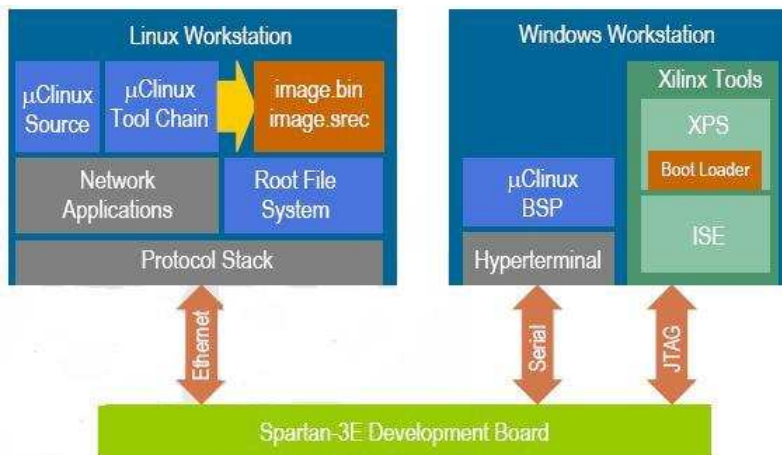 Linux Workstation
μClinux
Source
μClinux
Tool Chain
image.bin
image.srec
Network
Applications
Root File
System
Protocol Stack
Windows Workstation
Xilinx Tools
XPS
Boot Loader
μClinux
BSP
ISE
Hyperterminal
Ethernet
Serial
JTAG
Spartan-3E Development Board